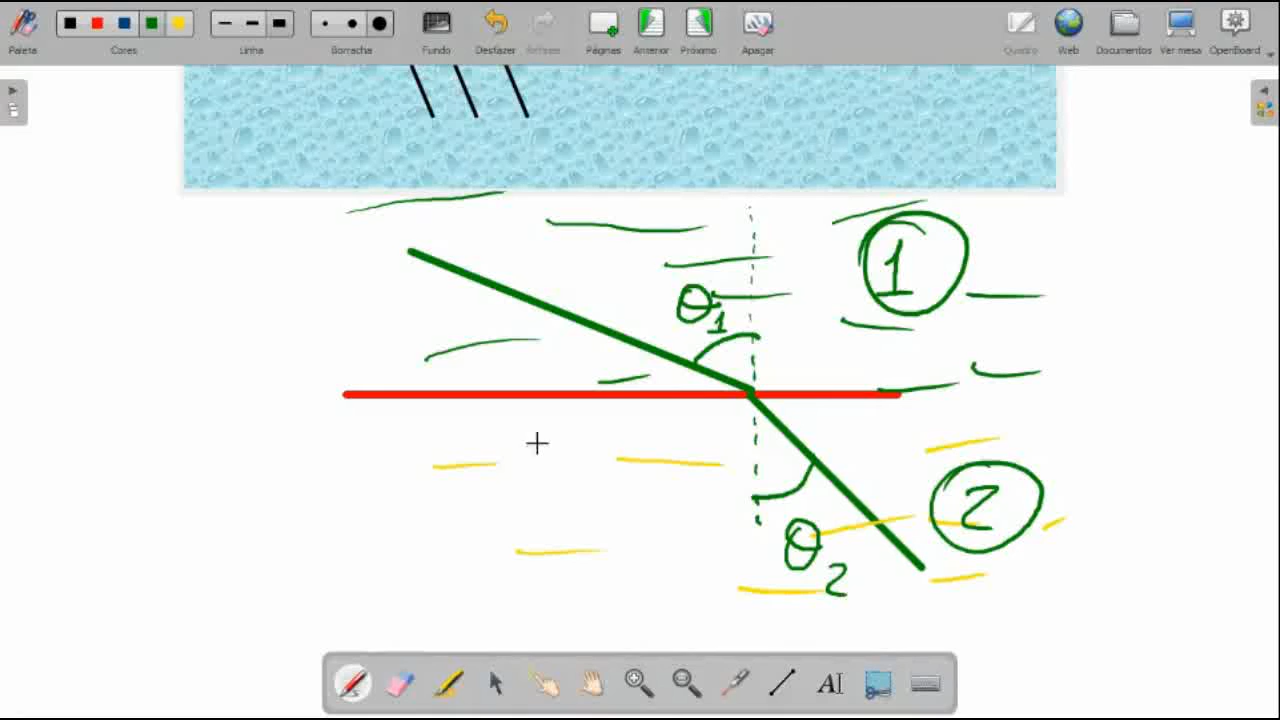 Paleta Cores Linha Borracha Fundo Desfazer Refazer Páginas Anterior Próximo Apagar Quadro Web Documentos Ver mesa OpenBoard
1
θ1
2
θ2
AI